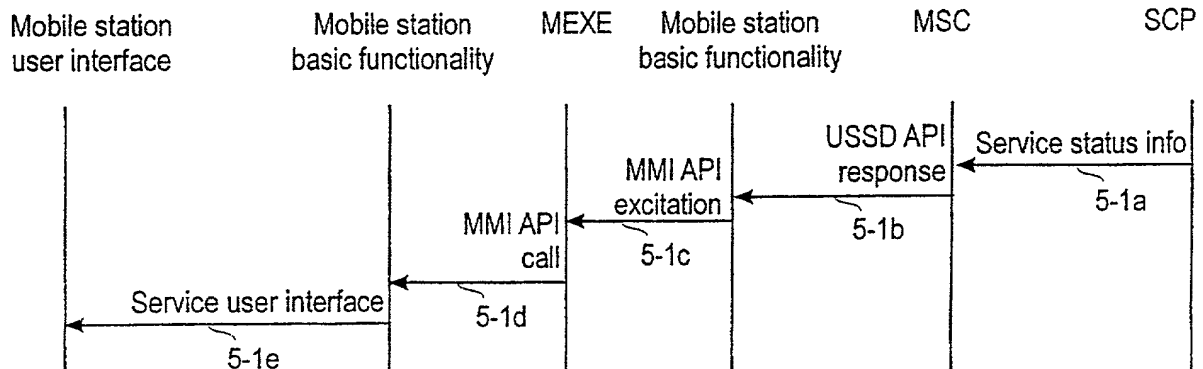 Mobile station
user interface
Mobile station
basic functionality
MEXE
Mobile station
basic functionality
MSC
SCP
Service status info
5-1a
USSD API
response
5-1b
MMI API
excitation
5-1c
MMI API
call
5-1d
Service user interface
5-1e